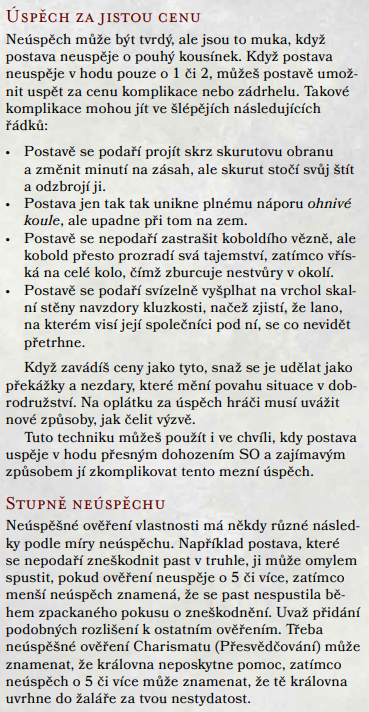 Úspěch za jistou cenu
Neúspěch může být tvrdý, ale jsou to muka, když
postava neuspěje o pouhý kousínek. Když postava
neuspěje v hodu pouze o 1 či 2, můžeš postavě umož-
nit uspět za cenu komplikace nebo zádrhelu. Takové
komplikace mohou jít ve šlépějích následujících
řádků:
• Postavě se podaří projít skrz skurutovu obranu
a změnit minutí na zásah, ale skurut stočí svůj štít
a odzbrojí ji.
• Postava jen tak tak unikne plnému náporu ohnivé
koule, ale upadne při tom na zem.
• Postavě se nepodaří zastrašit koboldího vězně, ale
kobold přesto prozradí svá tajemství, zatímco vřís-
ká na celé kolo, čímž zburcuje nestvůry v okolí.
• Postavě se podaří svízelně vyšplhat na vrchol skal-
ní stěny navzdory kluzkosti, načež zjistí, že lano,
na kterém visí její společníci pod ní, se co nevidět
přetrhne.
Když zavádíš ceny jako tyto, snaž se je udělat jako
překážky a nezdary, které mění povahu situace v dob-
rodružství. Na oplátku za úspěch hráči musí uvážit
nové způsoby, jak čelit výzvě.
Tuto techniku můžeš použít i ve chvíli, kdy postava
uspěje v hodu přesným dohozením SO a zajímavým
způsobem jí zkomplikovat tento mezní úspěch.
Stupně neúspěchu
Neúspěšné ověření vlastnosti má někdy různé násled-
ky podle míry neúspěchu. Například postava, které
se nepodaří zneškodnit past v truhle, ji může omylem
spustit, pokud ověření neuspěje o 5 či více, zatímco
menší neúspěch znamená, že se past nespustila bě-
hem zpackaného pokusu o zneškodnění. Uvaž přidání
podobných rozlišení k ostatním ověřením. Třeba
neúspěšné ověření Charismatu (Přesvědčování) může
znamenat, že královna neposkytne pomoc, zatímco
neúspěch o 5 či více může znamenat, že tě královna
uvrhne do žaláře za tvou nestydatost.